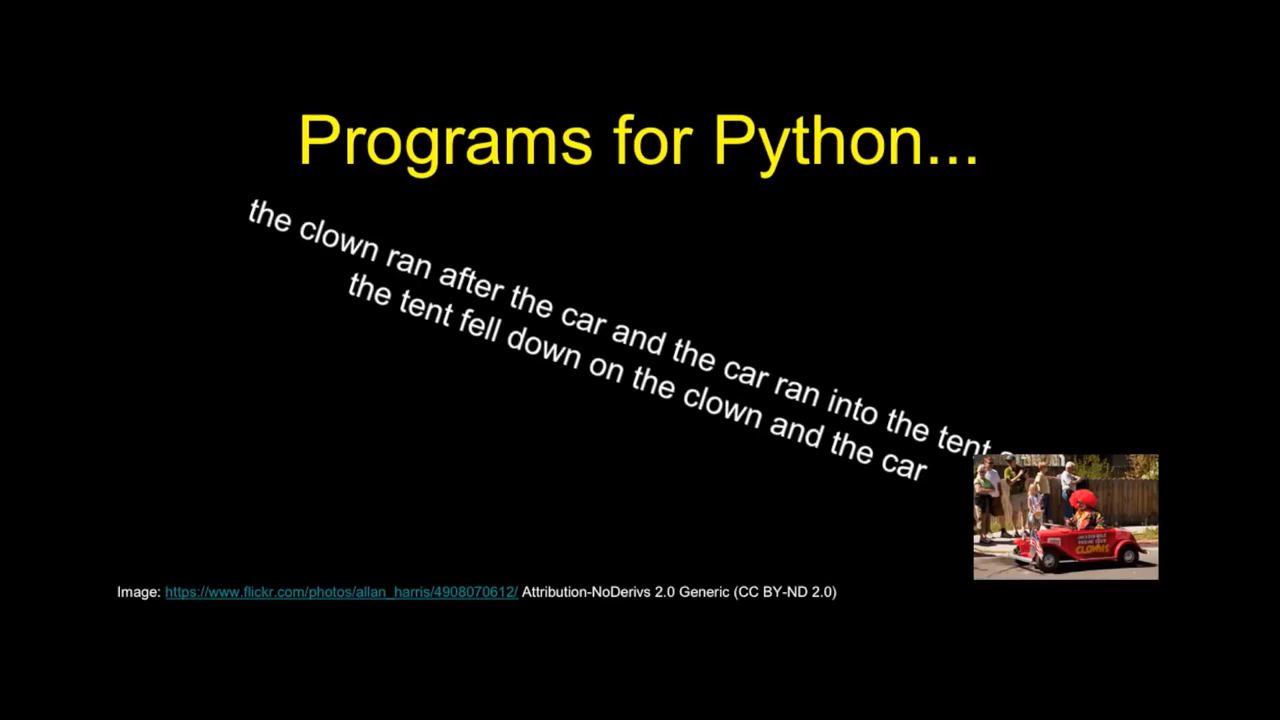 Programs for Python...
the clown ran after the car and the car ran into the tent
the tent fell down on the clown and the car
CLOWNS
Image: https://www.flickr.com/photos/allan_harris/4908070612/ Attribution-NoDerivs 2.0 Generic (CC BY-ND 2.0)